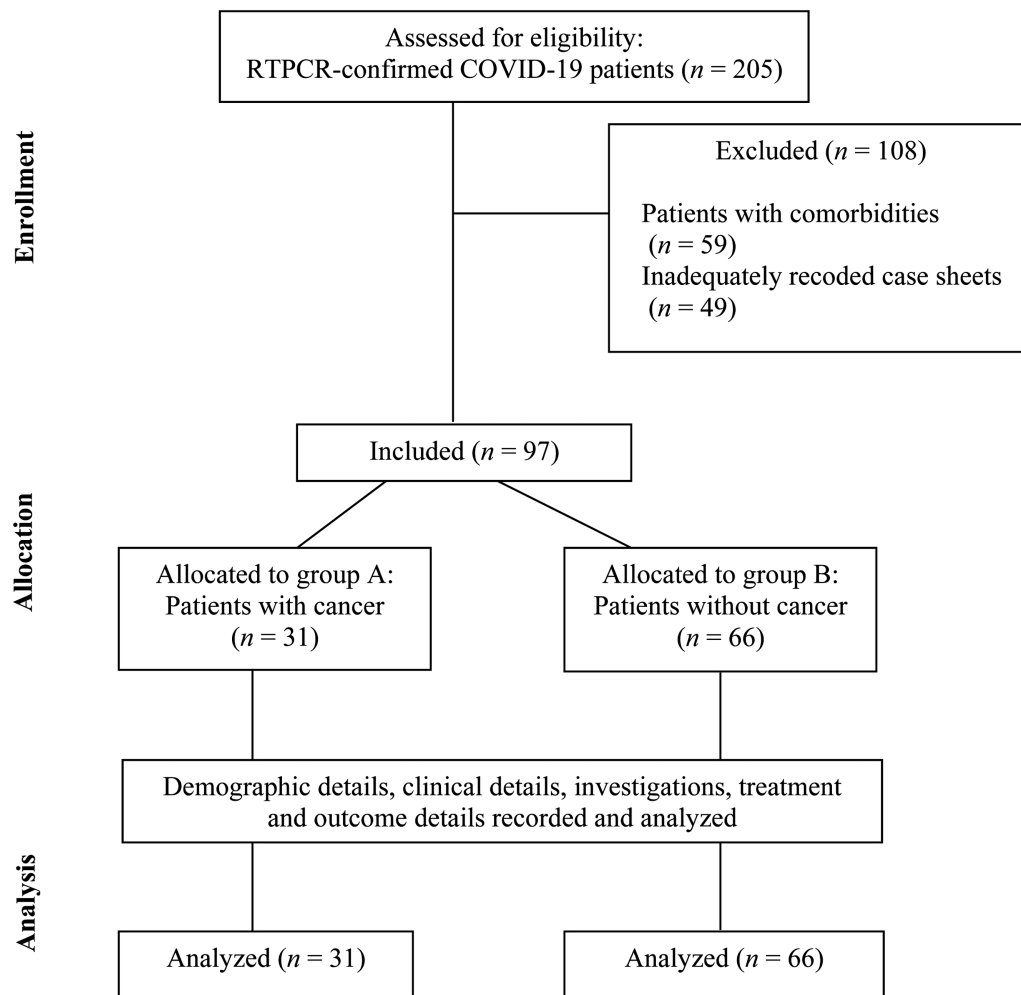 Assessed for eligibility:
RTPCR-confirmed COVID-19 patients (n = 205)
Enrollment
Excluded (n = 108)
Patients with comorbidities
(n = 59)
Inadequately recoded case sheets
(n = 49)
Included (n = 97)
Allocation
Allocated to group A:
Patients with cancer
(n = 31)
Allocated to group B:
Patients without cancer
(n = 66)
Demographic details, clinical details, investigations, treatment
and outcome details recorded and analyzed
Analysis
Analyzed (n = 31)
Analyzed (n = 66)